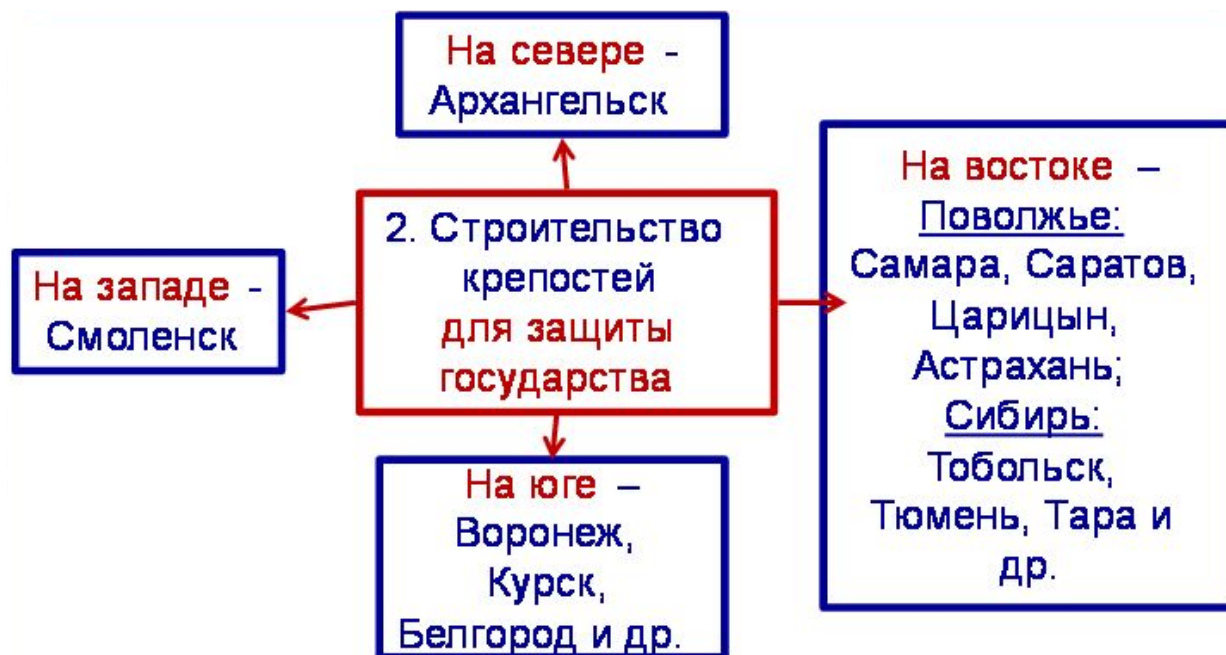 На севере -
Архангельск
2. Строительство
крепостей
для защиты
государства
На западе -
Смоленск
На востоке –
Поволжье:
Самара, Саратов,
Царицын,
Астрахань;
Сибирь:
Тобольск,
Тюмень, Тара и
др.
На юге –
Воронеж,
Курск,
Белгород и др.